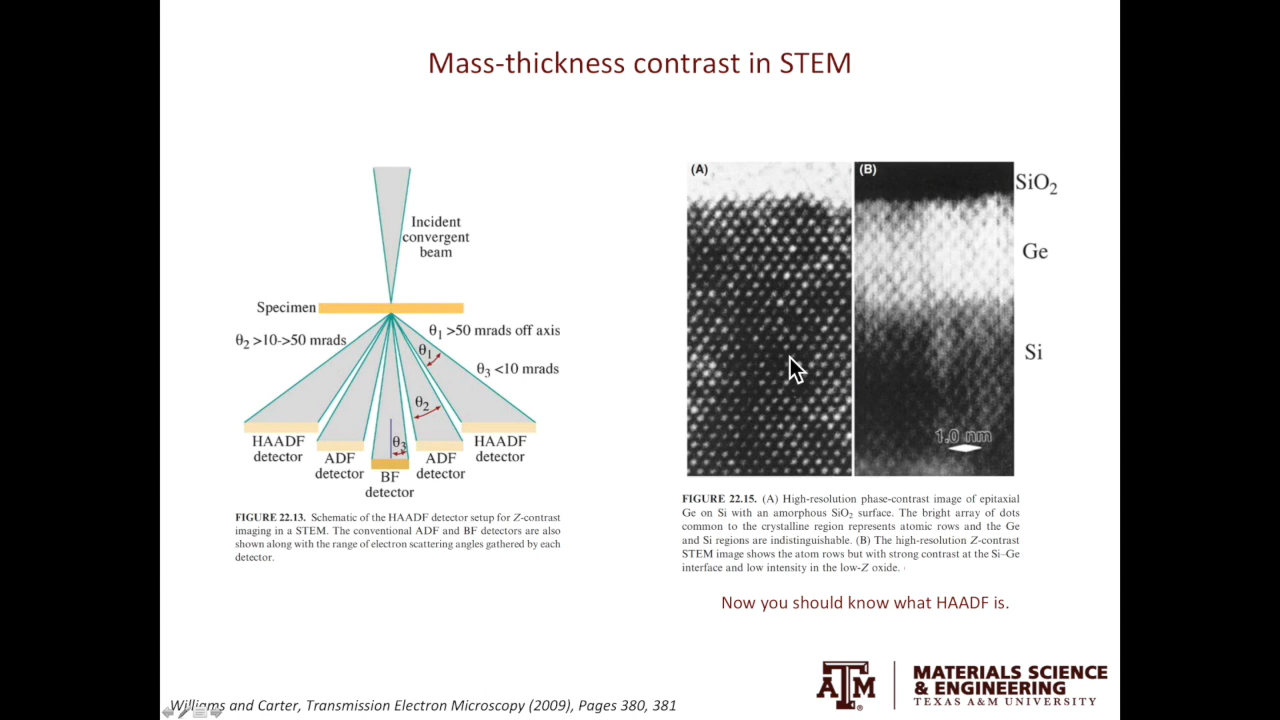 Mass-thickness contrast in STEM
Incident
convergent
beam
Specimen
θ2 >10->50 mrads
θ1 >50 mrads off axis
θ1
θ3 <10 mrads
θ2
θ3
HAADF
detector
ADF
detector
BF
detector
ADF
detector
HAADF
detector
FIGURE 22.13. Schematic of the HAADF detector setup for Z-contrast
imaging in a STEM. The conventional ADF and BF detectors are also
shown along with the range of electron scattering angles gathered by each
detector.
(A)
(B)
SiO2
Ge
Si
1.0 nm
FIGURE 22.15. (A) High-resolution phase-contrast image of epitaxial
Ge on Si with an amorphous SiO2 surface. The bright array of dots
common to the crystalline region represents atomic rows and the Ge
and Si regions are indistinguishable. (B) The high-resolution Z-contrast
STEM image shows the atom rows but with strong contrast at the Si–Ge
interface and low intensity in the low-Z oxide.
Now you should know what HAADF is.
ATM
MATERIALS SCIENCE
& ENGINEERING
TEXAS A&M UNIVERSITY
Williams and Carter, Transmission Electron Microscopy (2009), Pages 380, 381